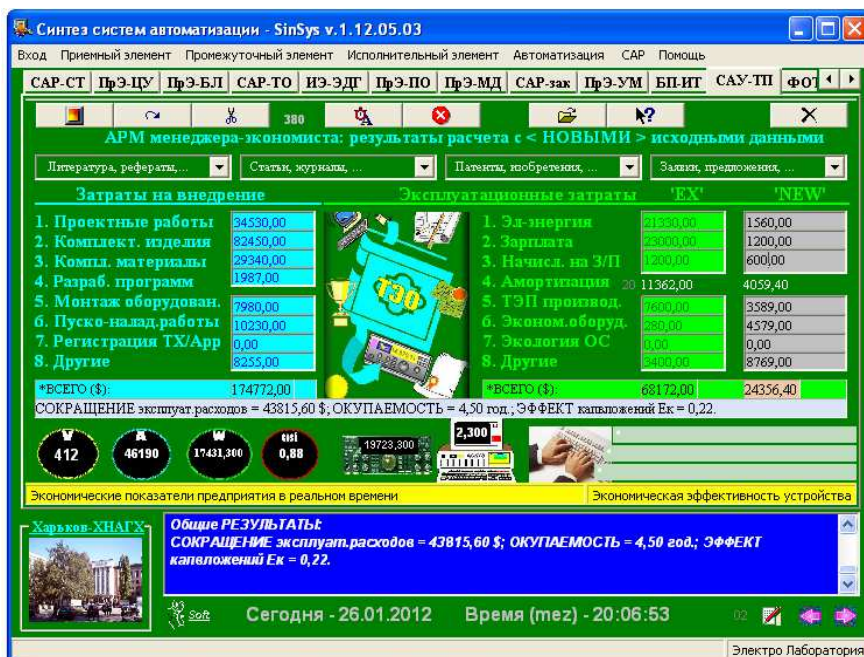 Синтез систем автоматизации - SinSys v.1.12.05.03
Вход Приемный элемент Промежуточный элемент Исполнительный элемент Автоматизация САР Помощь
САР-СТ ПрЭ-ЦУ ПрЭ-БЛ САР-ТО ИЭ-ЭДГ ПрЭ-ПО ПрЭ-МД САР-зак ПрЭ-УМ БП-ИТ САУ-ТП ФОТ
380
АРМ менеджера-экономиста: результаты расчета с < НОВЫМИ > исходными данными
Литература, рефераты,... Статьи, журналы, ... Патенты, изобретения, ... Заявки, предложения, ...
Затраты на внедрение Эксплуатационные затраты 'EX' 'NEW'
1. Проектные работы 34530,00 1. Эл-энергия 21330,00 1560,00
2. Комплект. изделия 82450,00 2. Зарплата 23000,00 1200,00
3. Компл. материалы 29340,00 3. Начисл. на З/П 1200,00 600,00
4. Разраб. программ 1987,00 4. Амортизация 20 11362,00 4059,40
5. Монтаж оборудован. 7980,00 5. ТЭП производ. 7600,00 3589,00
6. Пуско-налад.работы 10230,00 6. Эконом.оборуд. 280,00 4579,00
7. Регистрация ТХ/App 0,00 7. Экология ОС 0,00 0,00
8. Другие 8255,00 8. Другие 3400,00 8769,00
ТЭО
*ВСЕГО ($): 174772,00 *ВСЕГО ($): 68172,00 24356,40
СОКРАЩЕНИЕ эксплуат.расходов = 43815,60 $; ОКУПАЕМОСТЬ = 4,50 год.; ЭФФЕКТ капвложений Ек = 0,22.
V A W
412 46190 17431,300 0,88 19723,300 2,300
Экономические показатели предприятия в реальном времени Экономическая эффективность устройства
Харьков-ХНАГХ
Общие РЕЗУЛЬТАТЫ:
СОКРАЩЕНИЕ эксплуат.расходов = 43815,60 $; ОКУПАЕМОСТЬ = 4,50 год.; ЭФФЕКТ
капвложений Ек = 0,22.
Soft Сегодня - 26.01.2012 Время (mez) - 20:06:53 02
Электро Лаборатория